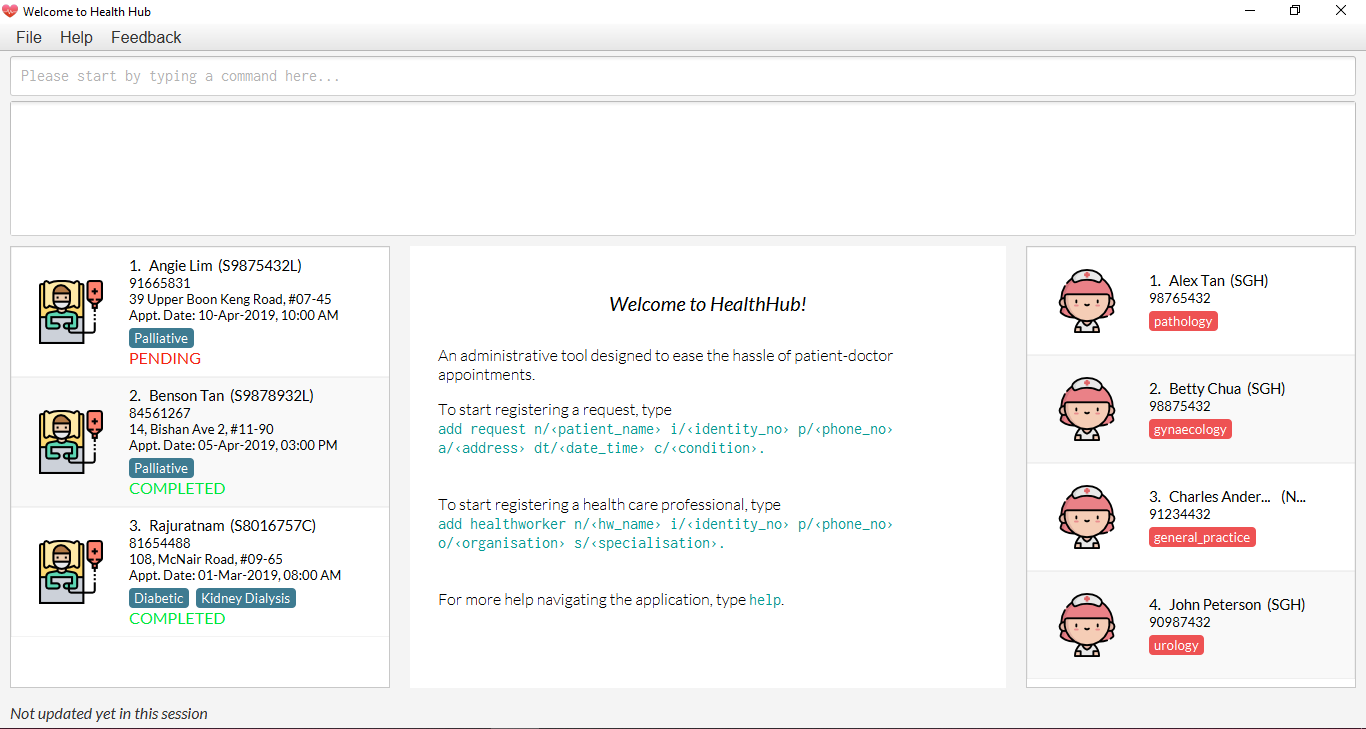 Welcome to Health Hub
File Help Feedback
Please start by typing a command here...
1. Angie Lim (S9875432L)
91665831
39 Upper Boon Keng Road, #07-45
Appt. Date: 10-Apr-2019, 10:00 AM
Palliative
PENDING
2. Benson Tan (S9878932L)
84561267
14, Bishan Ave 2, #11-90
Appt. Date: 05-Apr-2019, 03:00 PM
Palliative
COMPLETED
3. Rajuratnam (S8016757C)
81654488
108, McNair Road, #09-65
Appt. Date: 01-Mar-2019, 08:00 AM
Diabetic Kidney Dialysis
COMPLETED
Welcome to HealthHub!
An administrative tool designed to ease the hassle of patient-doctor
appointments.
To start registering a request, type
add request n/‹patient_name› i/‹identity_no› p/‹phone_no›
a/‹address› dt/‹date_time› c/‹condition›.
To start registering a health care professional, type
add healthworker n/‹hw_name› i/‹identity_no› p/‹phone_no›
o/‹organisation› s/‹specialisation›.
For more help navigating the application, type help.
1. Alex Tan (SGH)
98765432
pathology
2. Betty Chua (SGH)
98875432
gynaecology
3. Charles Ander... (N...
91234432
general_practice
4. John Peterson (SGH)
90987432
urology
Not updated yet in this session